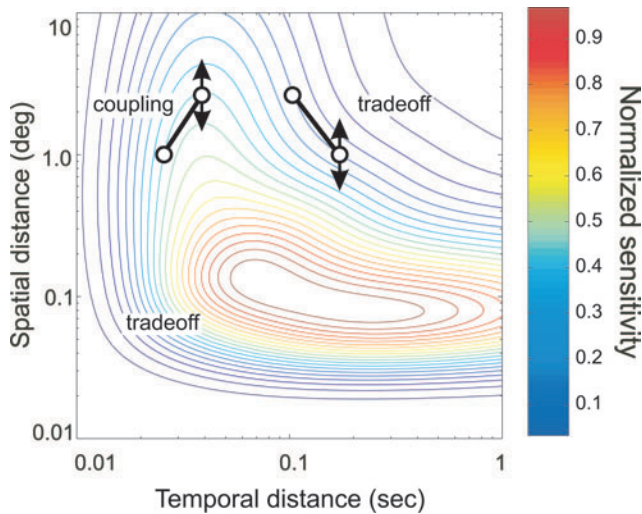 10
1.0
0.1
0.01
Spatial distance (deg)
coupling
tradeoff
tradeoff
0.01
0.1
1
Temporal distance (sec)
0.9
0.8
0.7
0.6
0.5
0.4
0.3
0.2
0.1
Normalized sensitivity